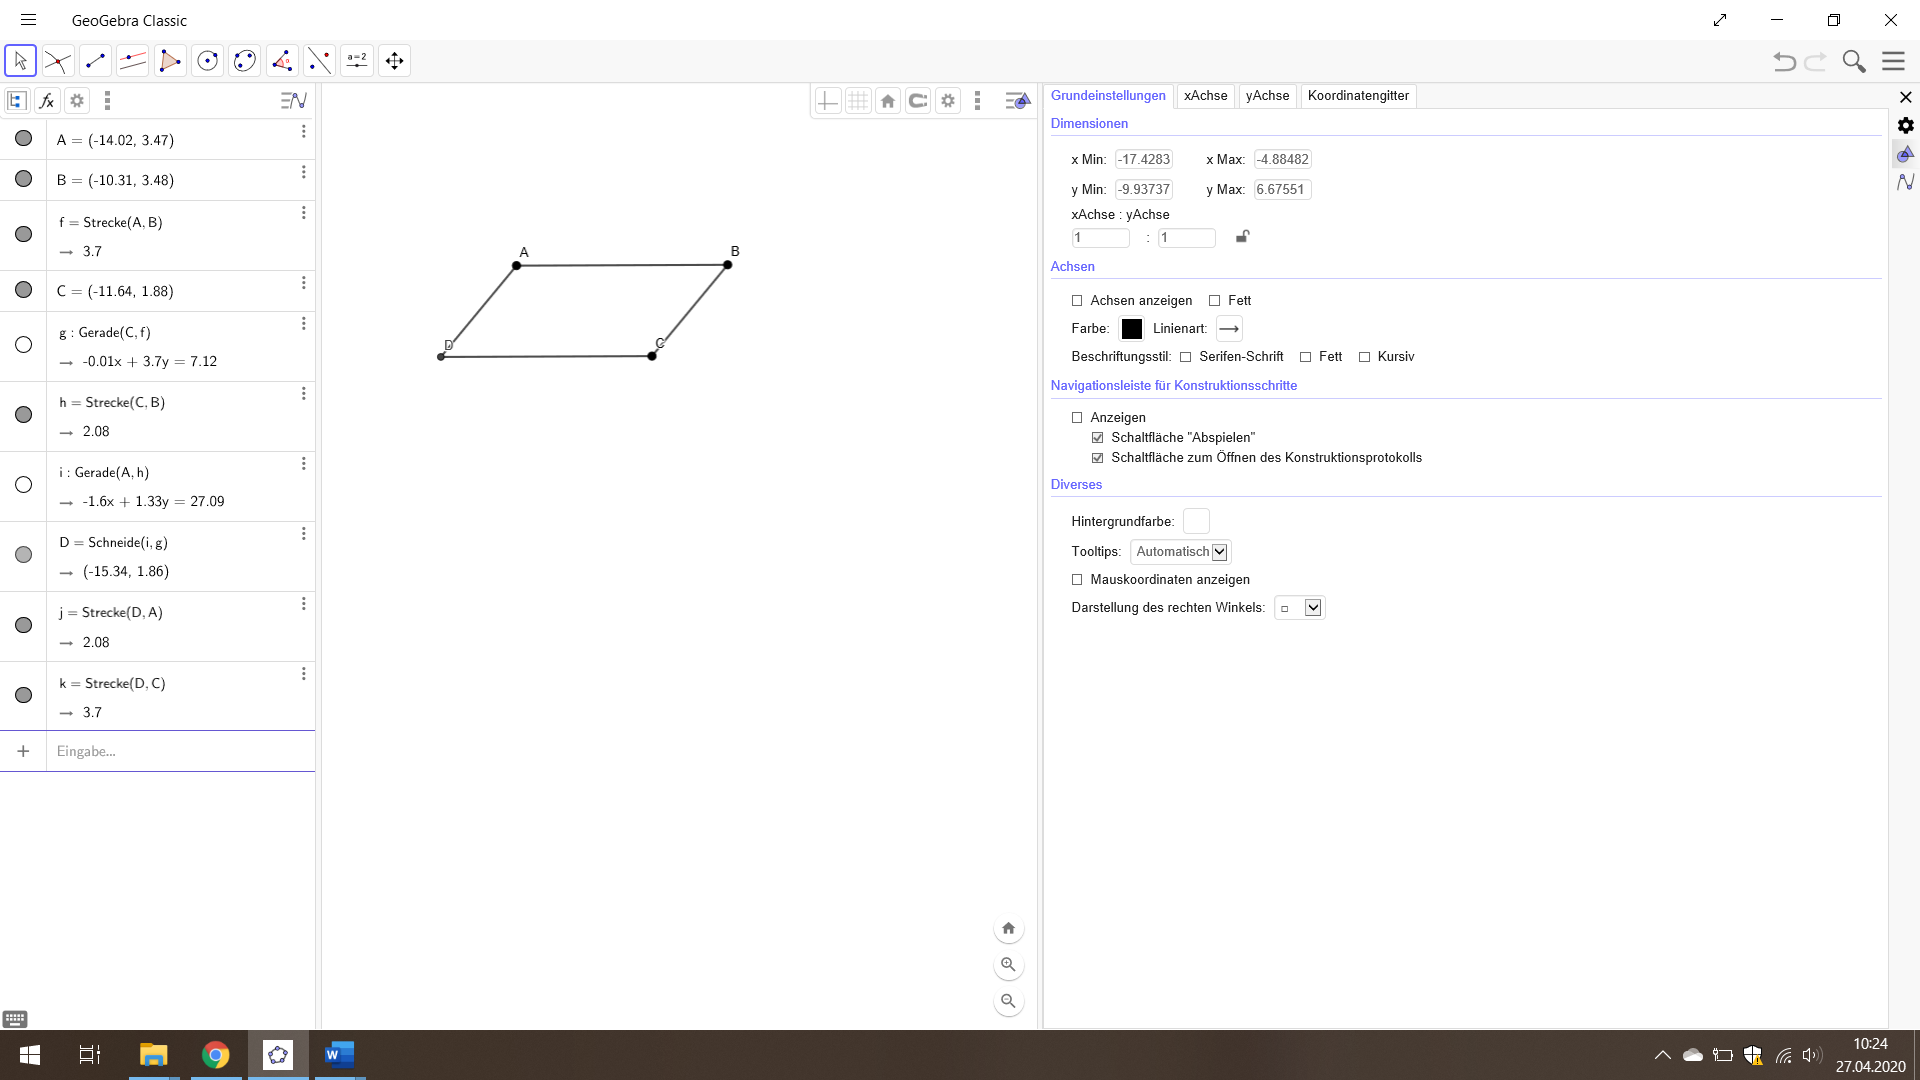 GeoGebra Classic
a=2
fx
A = (-14.02, 3.47)
B = (-10.31, 3.48)
f = Strecke(A, B)
→ 3.7
C = (-11.64, 1.88)
g : Gerade(C, f)
→ -0.01x + 3.7y = 7.12
h = Strecke(C, B)
→ 2.08
i : Gerade(A, h)
→ -1.6x + 1.33y = 27.09
D = Schneide(i, g)
→ (-15.34, 1.86)
j = Strecke(D, A)
→ 2.08
k = Strecke(D, C)
→ 3.7
+ Eingabe...
A
B
D
C
Grundeinstellungen xAchse yAchse Koordinatengitter
Dimensionen
x Min: -17.4283 x Max: -4.88482
y Min: -9.93737 y Max: 6.67551
xAchse : yAchse
1 : 1
Achsen
Achsen anzeigen Fett
Farbe: Linienart:
Beschriftungsstil: Serifen-Schrift Fett Kursiv
Navigationsleiste für Konstruktionsschritte
Anzeigen
Schaltfläche "Abspielen"
Schaltfläche zum Öffnen des Konstruktionsprotokolls
Diverses
Hintergrundfarbe:
Tooltips: Automatisch
Mauskoordinaten anzeigen
Darstellung des rechten Winkels:
W
10:24
27.04.2020